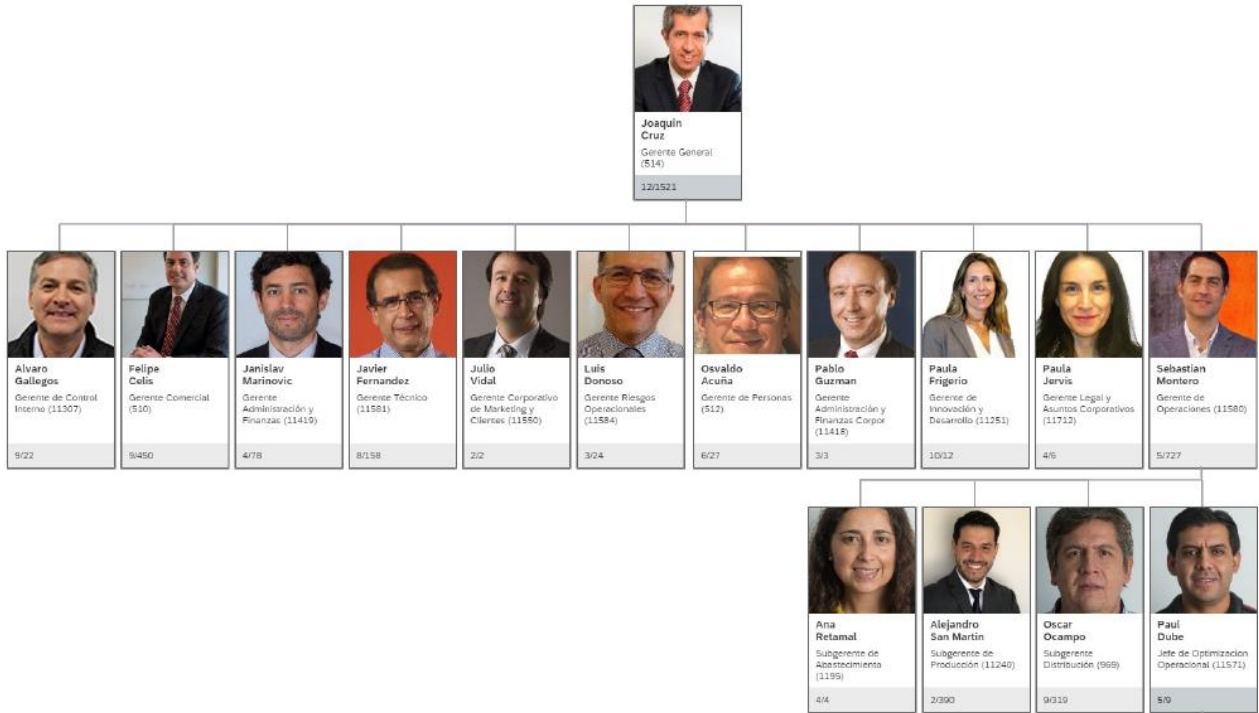 Joaquin
Cruz
Gerente General
(514)
12/1521
Alvaro
Gallegos
Gerente de Control
Interno (11307)
9/22
Felipe
Celis
Gerente Comercial
(510)
9/450
Janislav
Marinovic
Gerente
Administración y
Finanzas (11419)
4/78
Javier
Fernandez
Gerente Técnico
(11581)
8/158
Julio
Vidal
Gerente Corporativo
de Marketing y
Clientes (11550)
2/2
Luis
Donoso
Gerente Riesgos
Operacionales
(11584)
3/24
Osvaldo
Acuña
Gerente de Personas
(512)
6/27
Pablo
Guzman
Gerente
Administración y
Finanzas Corpor
(11418)
3/3
Paula
Frigerio
Gerente de
Innovación y
Desarrollo (11251)
10/12
Paula
Jervis
Gerente Legal y
Asuntos Corporativos
(11712)
4/6
Sebastian
Montero
Gerente de
Operaciones (11580)
5/727
Ana
Retamal
Subgerente de
Abastecimiento
(1195)
4/4
Alejandro
San Martin
Subgerente de
Producción (11240)
2/390
Oscar
Ocampo
Subgerente
Distribución (969)
9/319
Paul
Dube
Jefe de Optimizacion
Operacional (11571)
5/9